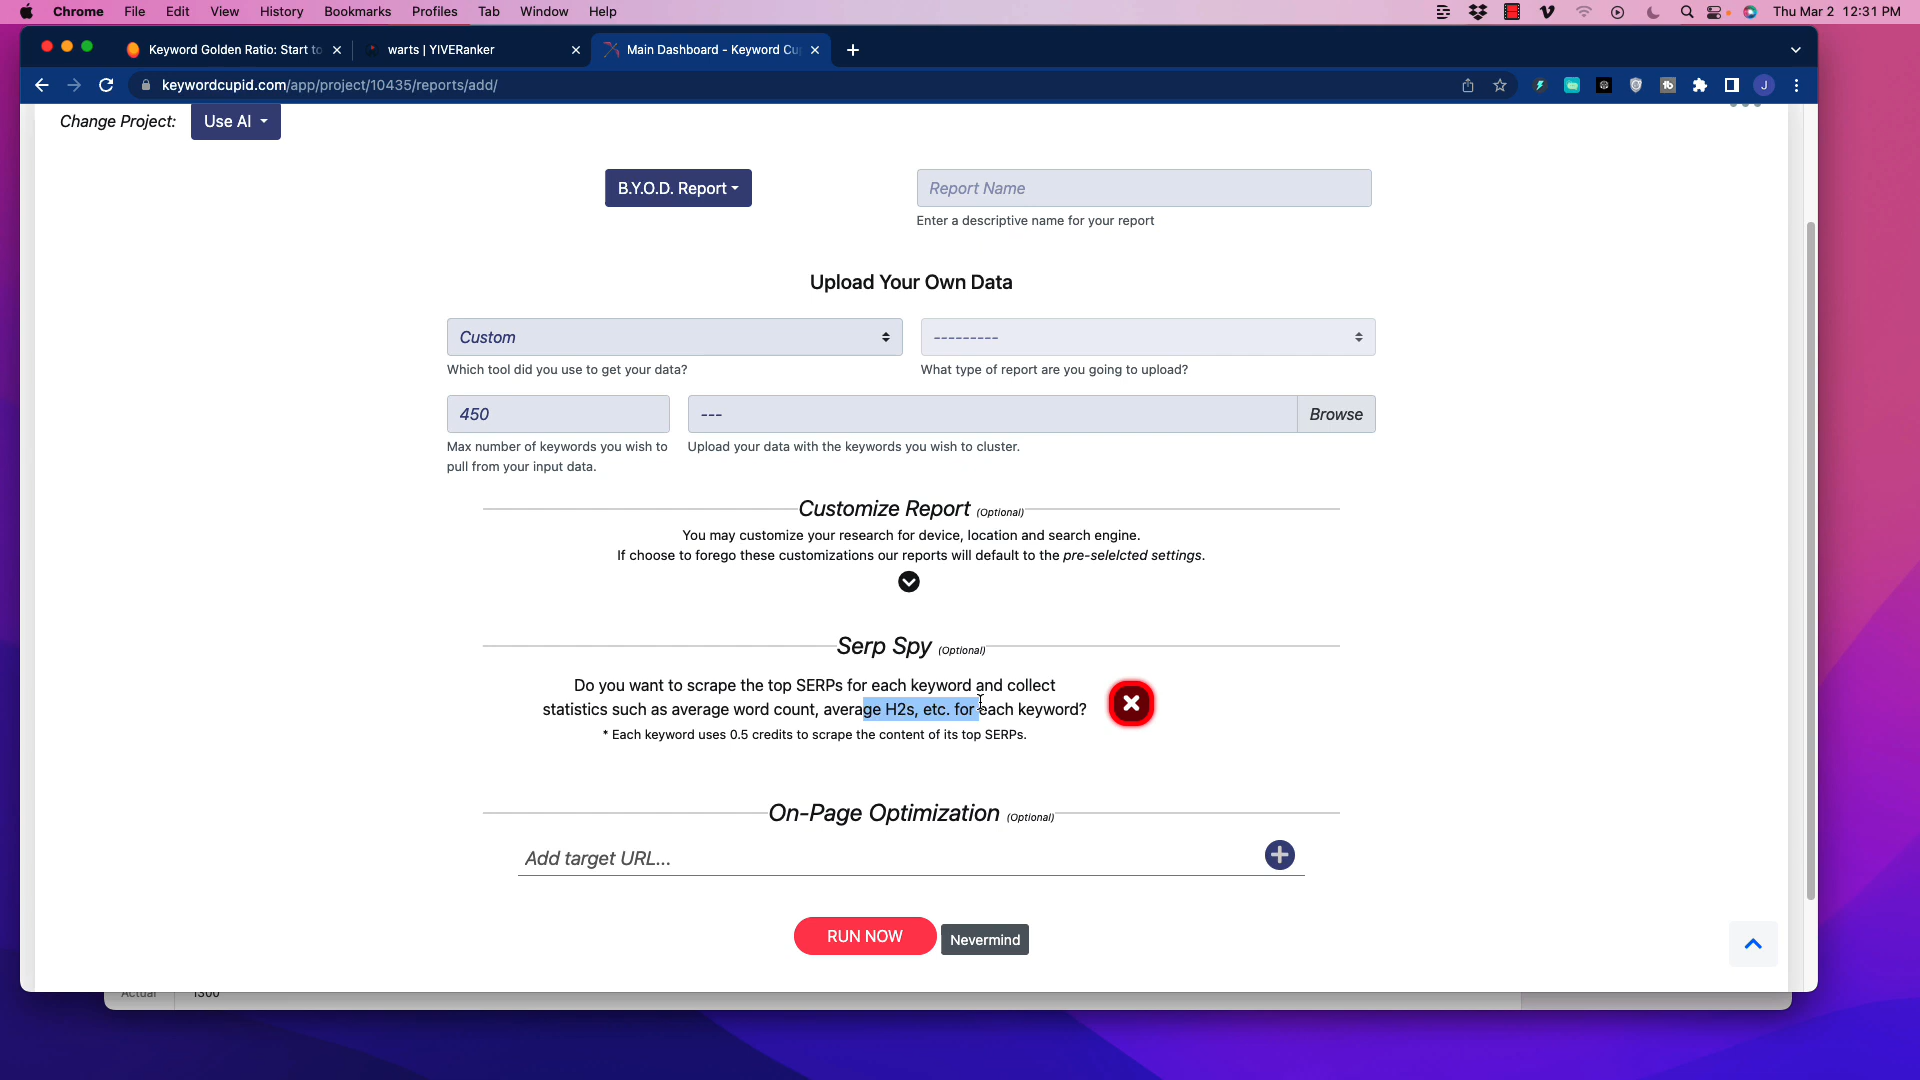 Chrome File Edit View History Bookmarks Profiles Tab Window Help Thu Mar 2 12:31 PM
Keyword Golden Ratio: Start to warts | YIVERanker Main Dashboard - Keyword Cu
keywordcupid.com/app/project/10435/reports/add/ J
Change Project: Use AI
B.Y.O.D. Report Report Name
Enter a descriptive name for your report
Upload Your Own Data
Custom ---------
Which tool did you use to get your data? What type of report are you going to upload?
450 --- Browse
Max number of keywords you wish to Upload your data with the keywords you wish to cluster.
pull from your input data.
Customize Report (Optional)
You may customize your research for device, location and search engine.
If choose to forego these customizations our reports will default to the pre-selelcted settings.
Serp Spy (Optional)
Do you want to scrape the top SERPs for each keyword and collect
statistics such as average word count, average H2s, etc. for each keyword?
* Each keyword uses 0.5 credits to scrape the content of its top SERPs.
On-Page Optimization (Optional)
Add target URL...
RUN NOW Nevermind
Actual 1300